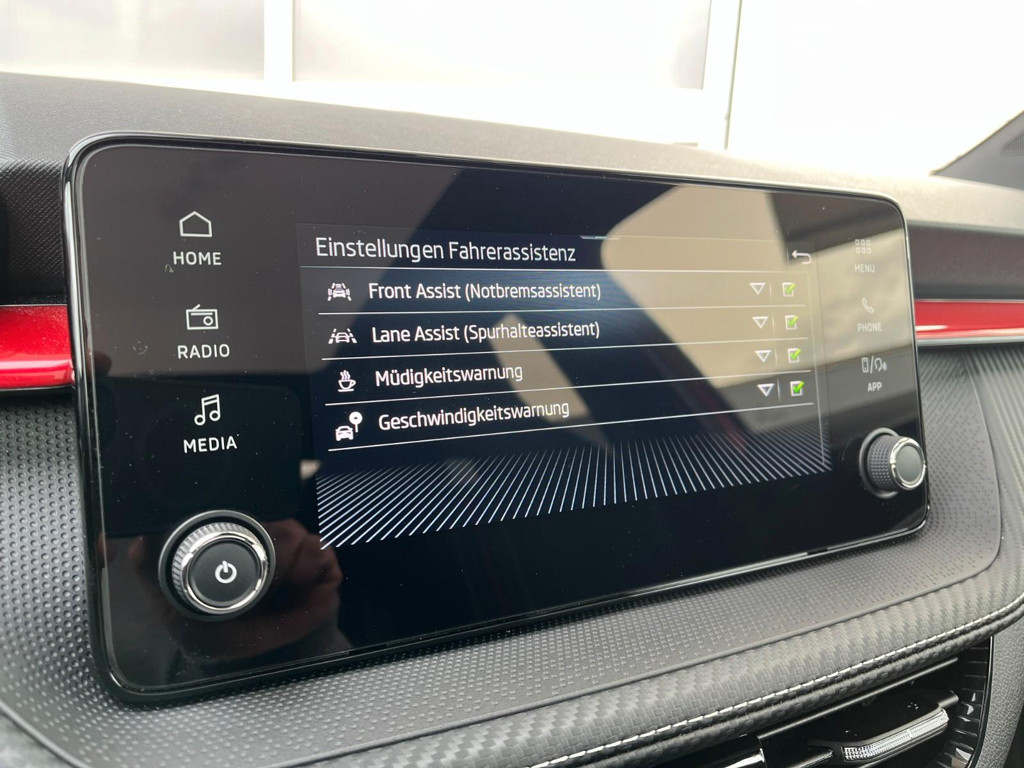 HOME
RADIO
MEDIA
Einstellungen Fahrerassistenz
Front Assist (Notbremsassistent)
Lane Assist (Spurhalteassistent)
Müdigkeitswarnung
Geschwindigkeitswarnung
MENU
PHONE
APP